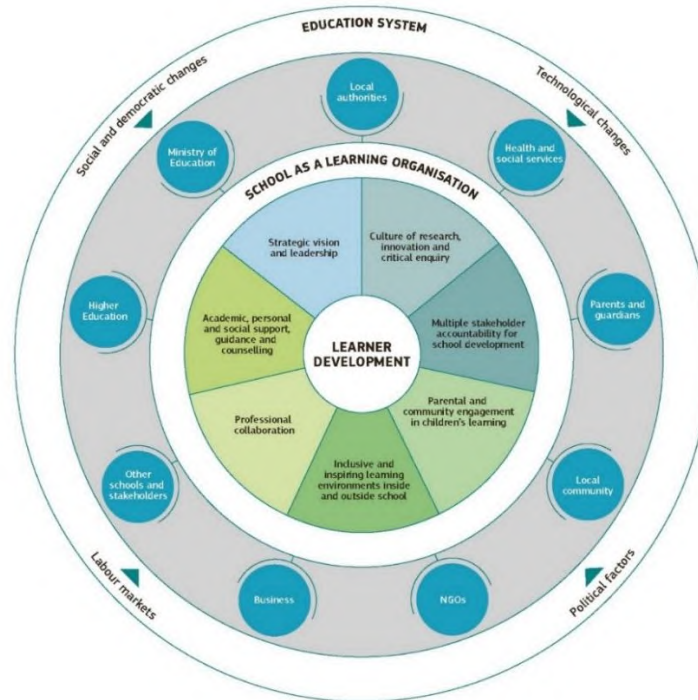 EDUCATION SYSTEM
Social and democratic changes
Technological changes
Local
authorities
Ministry of
Education
Health and
social services
SCHOOL AS A LEARNING ORGANISATION
Strategic vision
and leadership
Culture of research,
innovation and
critical enquiry
Higher
Education
Parents and
guardians
Academic, personal
and social support,
guidance and
counselling
Multiple stakeholder
accountability for
school development
LEARNER
DEVELOPMENT
Professional
collaboration
Parental and
community engagement
in children's learning
Inclusive and
inspiring learning
environments inside
and outside school
Other
schools and
stakeholders
Local
community
Labour markets
Political factors
Business
NGOs